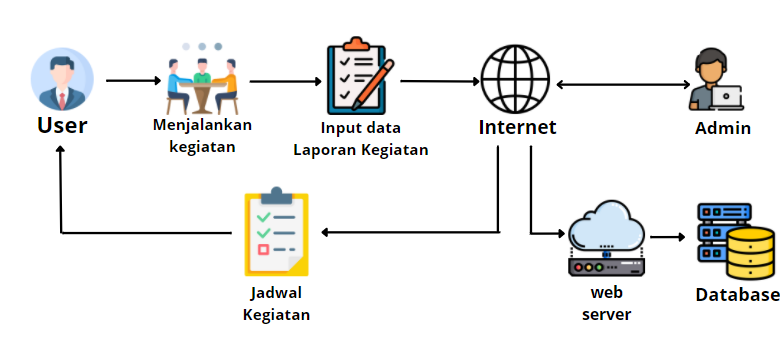 User
Menjalankan
kegiatan
Input data
Laporan Kegiatan
Internet
Admin
Jadwal
Kegiatan
web
server
Database